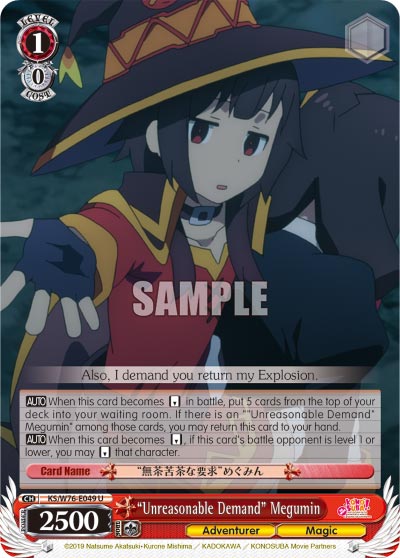 LEVEL
1
0
COST
SAMPLE
Also, I demand you return my Explosion.
AUTO When this card becomes in battle, put 5 cards from the top of your
deck into your waiting room. If there is an ""Unreasonable Demand"
Megumin" among those cards, you may return this card to your hand.
AUTO When this card becomes , if this card's battle opponent is level 1 or
lower, you may that character.
Card Name "無茶苦茶な要求"めぐみん
CH KS/W76-E049 U
2500
"Unreasonable Demand" Megumin
Adventurer Magic
©2019 Natsume Akatsuki・Kurone Mishima / KADOKAWA / KONOSUBA Movie Partners